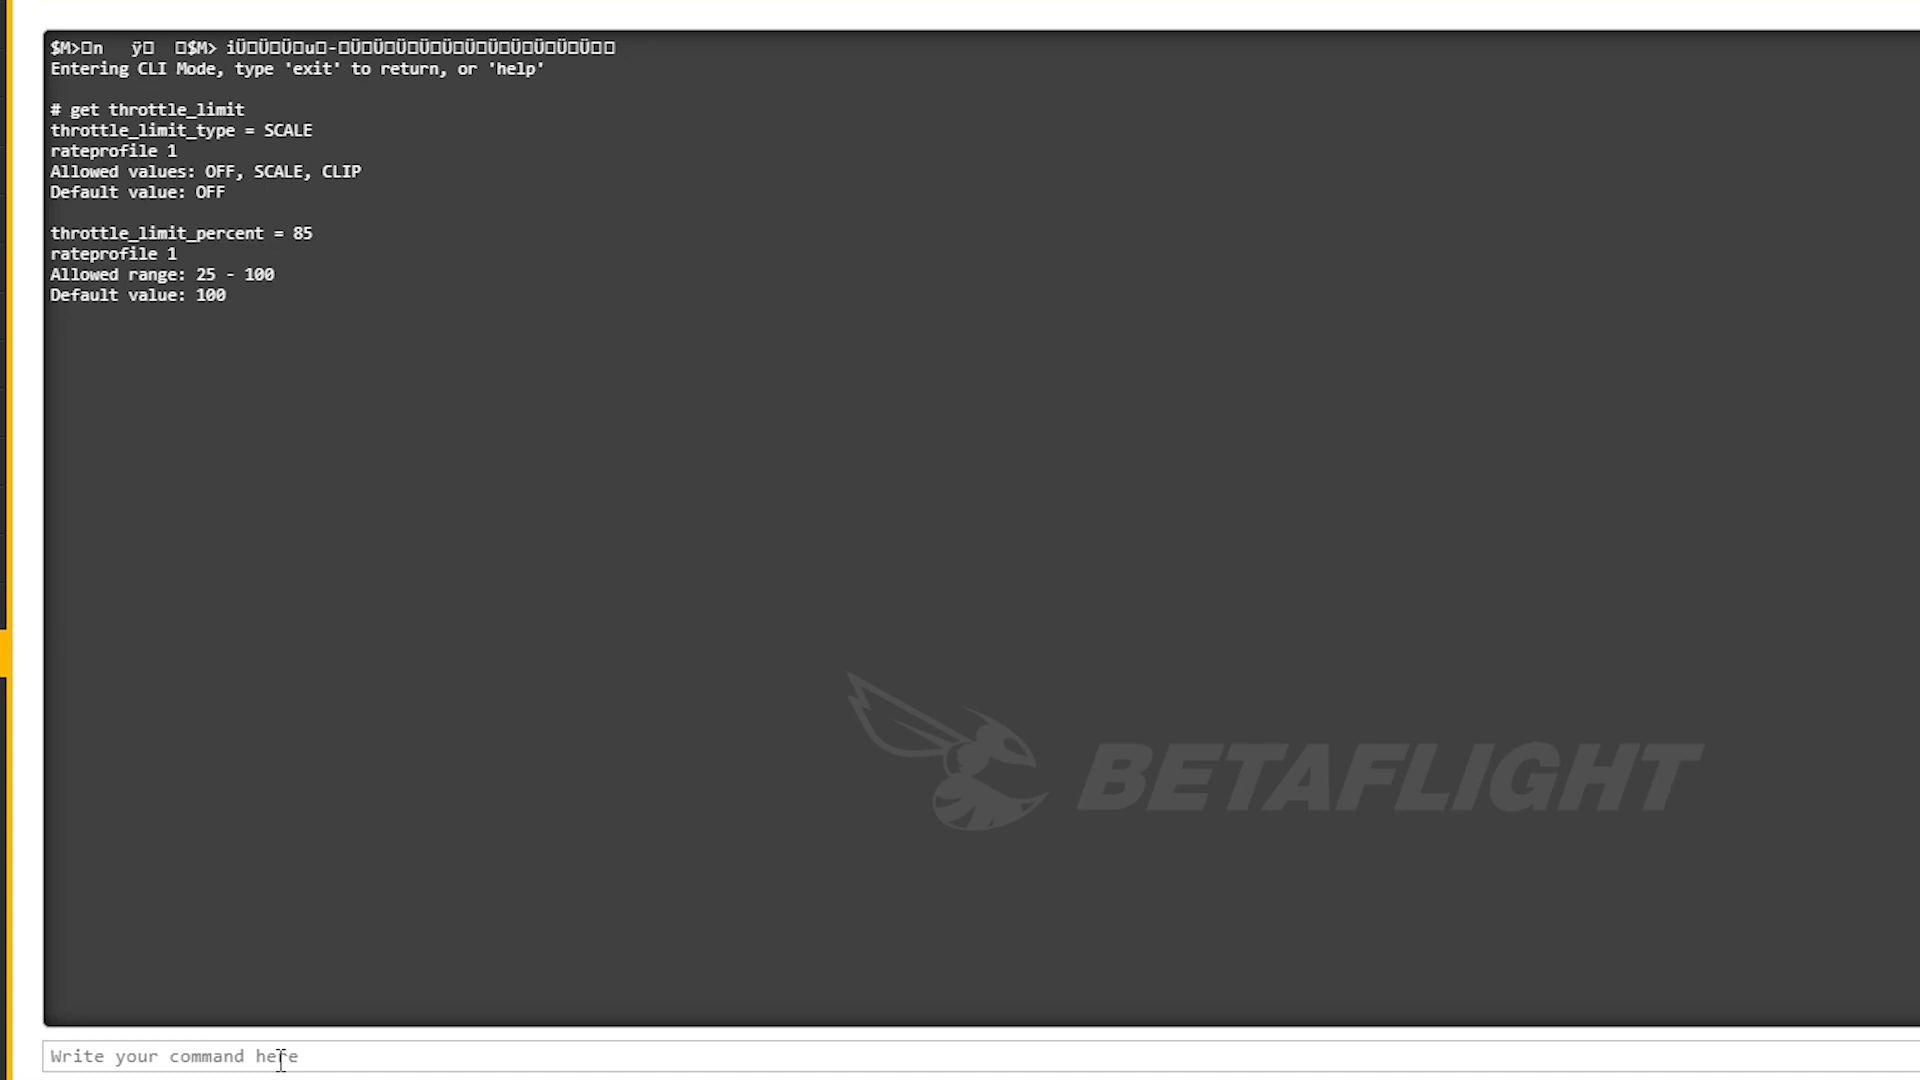 $M>□n ÿ□ □$M> iÜ□Ü□Ü□u□-□Ü□Ü□Ü□Ü□Ü□Ü□Ü□Ü□Ü□Ü□Ü□□
Entering CLI Mode, type 'exit' to return, or 'help'
# get throttle_limit
throttle_limit_type = SCALE
rateprofile 1
Allowed values: OFF, SCALE, CLIP
Default value: OFF
throttle_limit_percent = 85
rateprofile 1
Allowed range: 25 - 100
Default value: 100
BETAFLIGHT
Write your command here